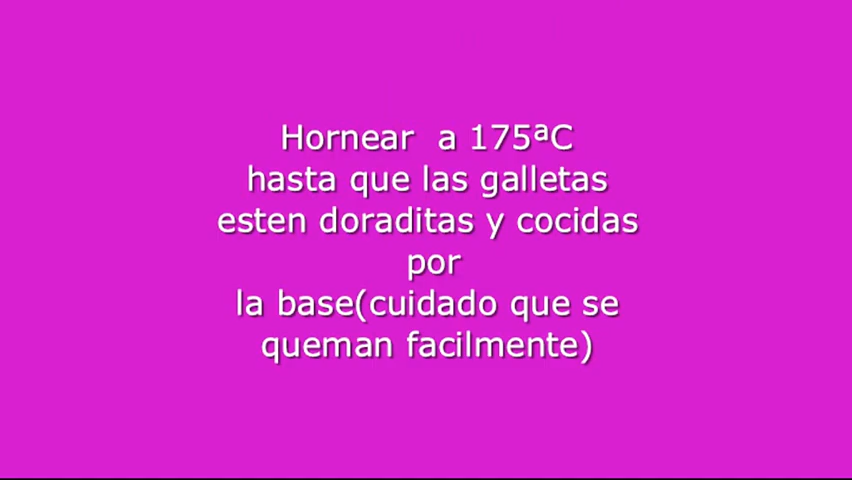 Hornear  a 175ªC
hasta que las galletas
esten doraditas y cocidas
por
la base(cuidado que se
queman facilmente)